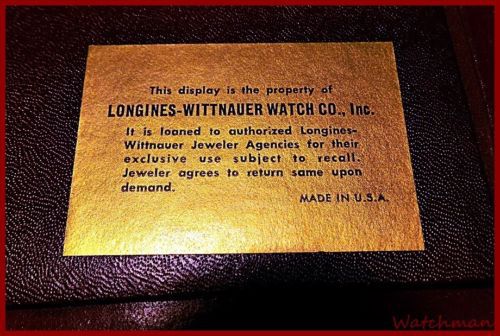 This display is the property of
LONGINES-WITTNAUER WATCH CO., Inc.
It is loaned to authorized Longines-
Wittnauer Jeweler Agencies for their
exclusive use subject to recall.
Jeweler agrees to return same upon
demand.
MADE IN U.S.A.
Watchman